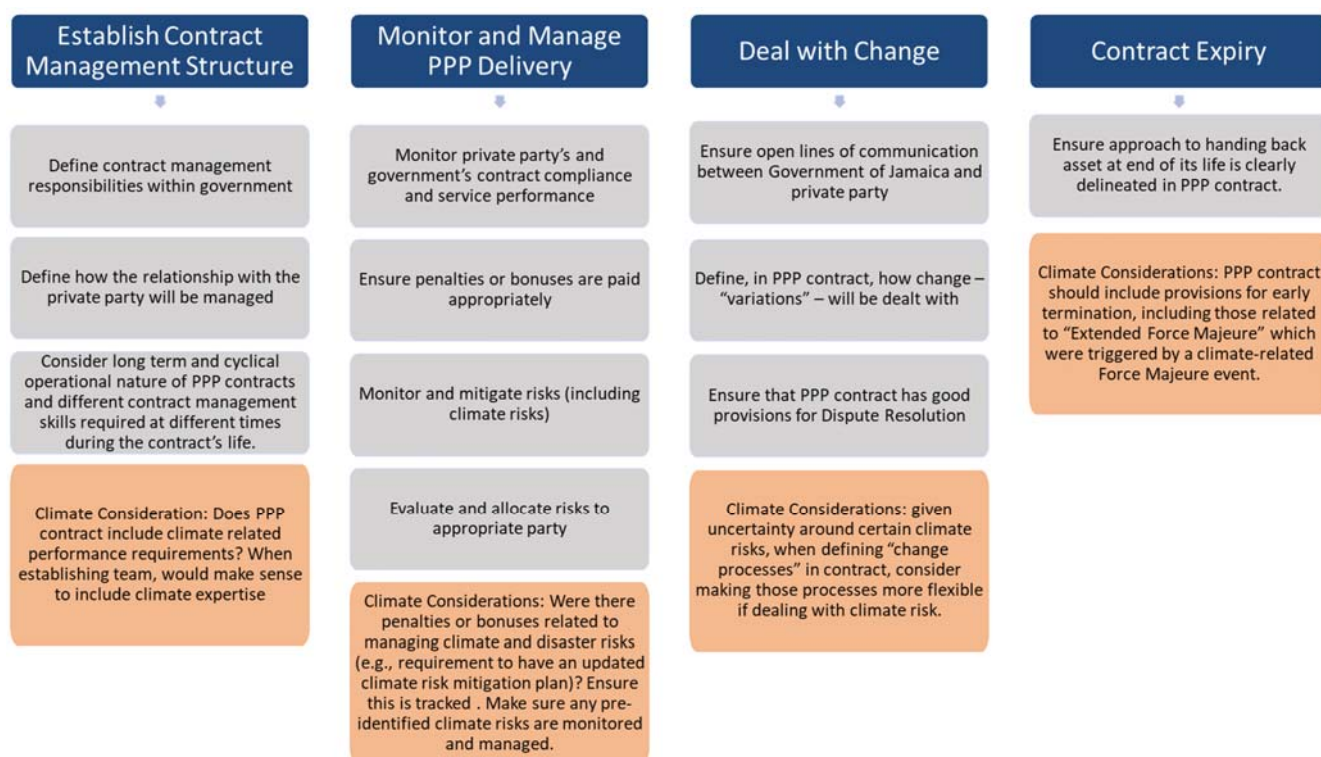 Establish Contract
Management Structure
Define contract management
responsibilities within government
Define how the relationship with the
private party will be managed
Consider long term and cyclical
operational nature of PPP contracts
and different contract management
skills required at different times
during the contract's life.
Climate Consideration: Does PPP
contract include climate related
performance requirements? When
establishing team, would make sense
to include climate expertise
Monitor and Manage
PPP Delivery
Monitor private party's and
government's contract compliance
and service performance
Ensure penalties or bonuses are paid
appropriately
Monitor and mitigate risks (including
climate risks)
Evaluate and allocate risks to
appropriate party
Climate Considerations: Were there
penalties or bonuses related to
managing climate and disaster risks
(e.g., requirement to have an updated
climate risk mitigation plan)? Ensure
this is tracked . Make sure any pre-
identified climate risks are monitored
and managed.
Deal with Change
Ensure open lines of communication
between Government of Jamaica and
private party
Define, in PPP contract, how change –
“variations” – will be dealt with
Ensure that PPP contract has good
provisions for Dispute Resolution
Climate Considerations: given
uncertainty around certain climate
risks, when defining “change
processes” in contract, consider
making those processes more flexible
if dealing with climate risk.
Contract Expiry
Ensure approach to handing back
asset at end of its life is clearly
delineated in PPP contract.
Climate Considerations: PPP contract
should include provisions for early
termination, including those related
to “Extended Force Majeure” which
were triggered by a climate-related
Force Majeure event.